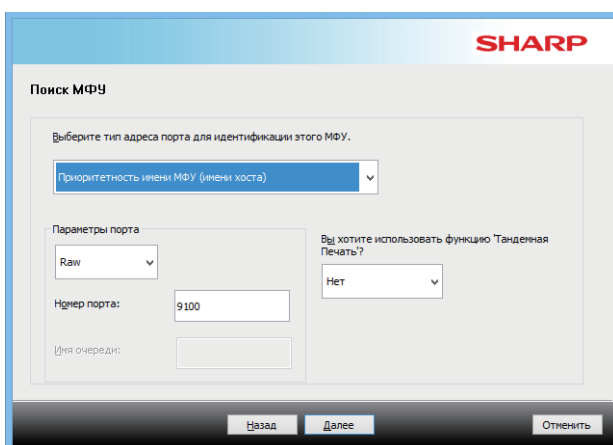 SHARP
Поиск МФУ
Выберите тип адреса порта для идентификации этого МФУ.
Приоритетность имени МФУ (имени хоста)
Параметры порта
Raw
Номер порта:
9100
Имя очереди:
Вы хотите использовать функцию 'Тандемная
Печать'?
Нет
Назад
Далее
Отменить